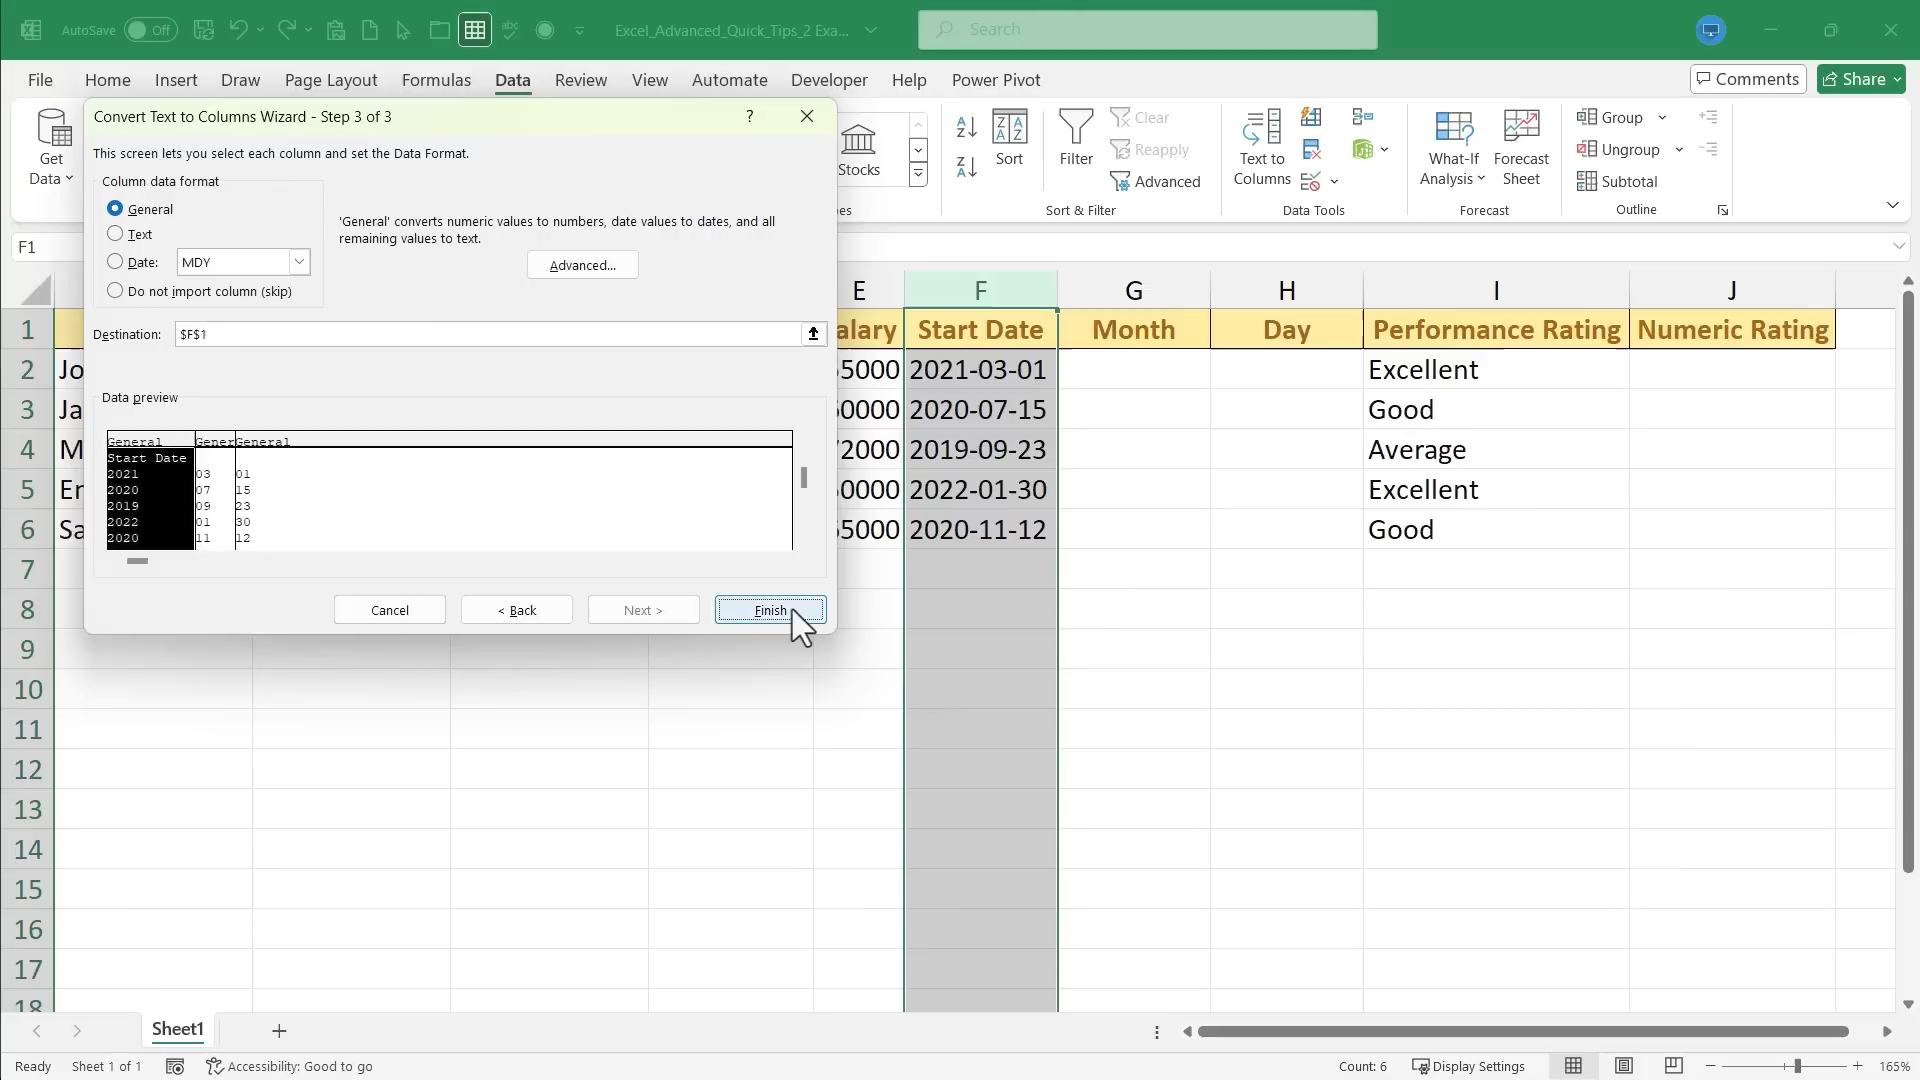 AutoSave Off Excel_Advanced_Quick_Tips_2 Exa... Search
File Home Insert Draw Page Layout Formulas Data Review View Automate Developer Help Power Pivot Comments Share
Convert Text to Columns Wizard - Step 3 of 3 ? ×
This screen lets you select each column and set the Data Format.
Column data format
General
Text
Date: MDY
Do not import column (skip)
'General' converts numeric values to numbers, date values to dates, and all
remaining values to text.
Advanced...
Destination: $F$1
Data preview
General General
Start Date
2021 03 01
2020 07 15
2019 09 23
2022 01 30
2020 11 12
Cancel < Back Next > Finish
Get
Data
Stocks
Sort
Filter
Clear
Reapply
Advanced
Sort & Filter
Text to
Columns
Data Tools
What-If
Analysis
Forecast
Sheet
Forecast
Group
Ungroup
Subtotal
Outline
F1
E F G H I J
1 alary Start Date Month Day Performance Rating Numeric Rating
2 Jo 5000 2021-03-01 Excellent
3 Ja 0000 2020-07-15 Good
4 M 2000 2019-09-23 Average
5 0000 2022-01-30 Excellent
6 Sa 5000 2020-11-12 Good
7
8
9
10
11
12
13
14
15
16
17
18
Sheet1
Ready Sheet 1 of 1 Accessibility: Good to go Count: 6 Display Settings 165%